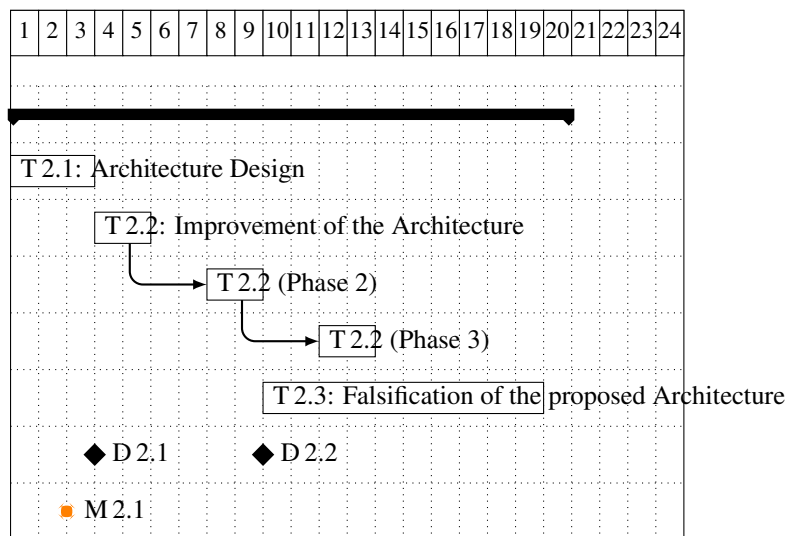 1 2 3 4 5 6 7 8 9 10 11 12 13 14 15 16 17 18 19 20 21 22 23 24
T 2.1: Architecture Design
T 2.2: Improvement of the Architecture
T 2.2 (Phase 2)
T 2.2 (Phase 3)
T 2.3: Falsification of the proposed Architecture
D 2.1 D 2.2
M 2.1